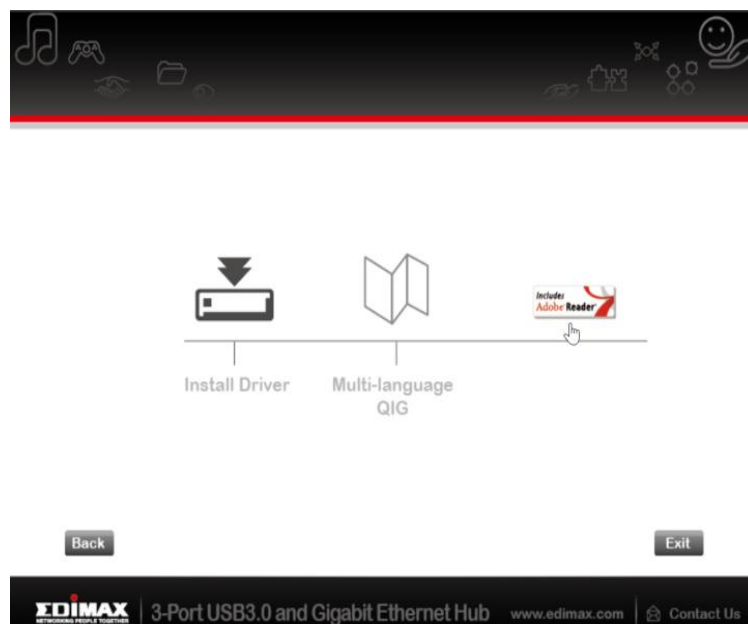 Includes
Adobe Reader
Install Driver
Multi-language
QIG
Back
Exit
EDIMAX
NETWORKING PEOPLE TOGETHER
3-Port USB3.0 and Gigabit Ethernet Hub
www.edimax.com
Contact Us